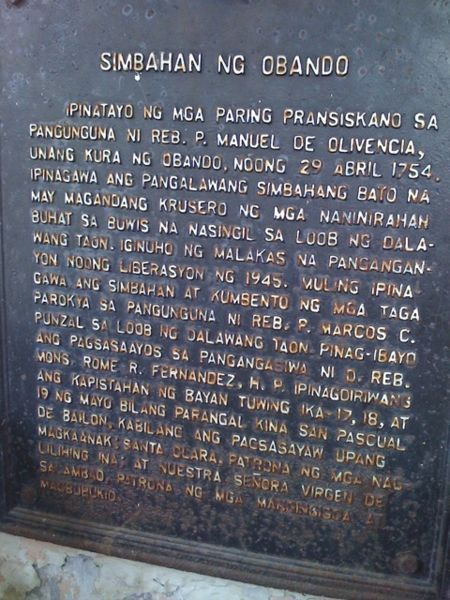 SIMBAHAN NG OBANDO
IPINATAYO NG MGA PARING PRANSISKANO SA
PANGUNGUNA NI REB. P. MANUEL DE OLIVENCIA,
UNANG KURA NG OBANDO, NOONG 29 ABRIL 1754.
IPINAGAWA ANG PANGALAWANG SIMBAHANG BATO NA
MAY MAGANDANG KRUSERO NG MGA NANINIRAHAN
BUHAT SA BUWIS NA NASINGIL SA LOOB NG DALA-
WANG TAON. IGINUHO NG MALAKAS NA PANGANGAN-
YON NOONG LIBERASYON NG 1945. MULING IPINA-
GAWA ANG SIMBAHAN AT KUMBENTO NG MGA TAGA
PAROKYA SA PANGUNGUNA NI REB. P. MARCOS C.
PUNZAL SA LOOB NG DALAWANG TAON. PINAG-IBAYO
ANG PAGSASAAYOS SA PANGANGASIWA NI D. REB.
MONS. ROME R. FERNANDEZ, H. P. IPINAGDIRIWANG
ANG KAPISTAHAN NG BAYAN TUWING IKA-17, 18, AT
19 NG MAYO BILANG PARANGAL KINA SAN PASCUAL
DE BAILON, KABILANG ANG PAGSASAYAW UPANG
MAGKAANAK; SANTA CLARA, PATRONA NG MGA NAG-
LILIHING INA; AT NUESTRA SEÑORA VIRGEN DE
SALAMBAO, PATRONA NG MGA MANGINGISDA AT
MAGBUBUKID.